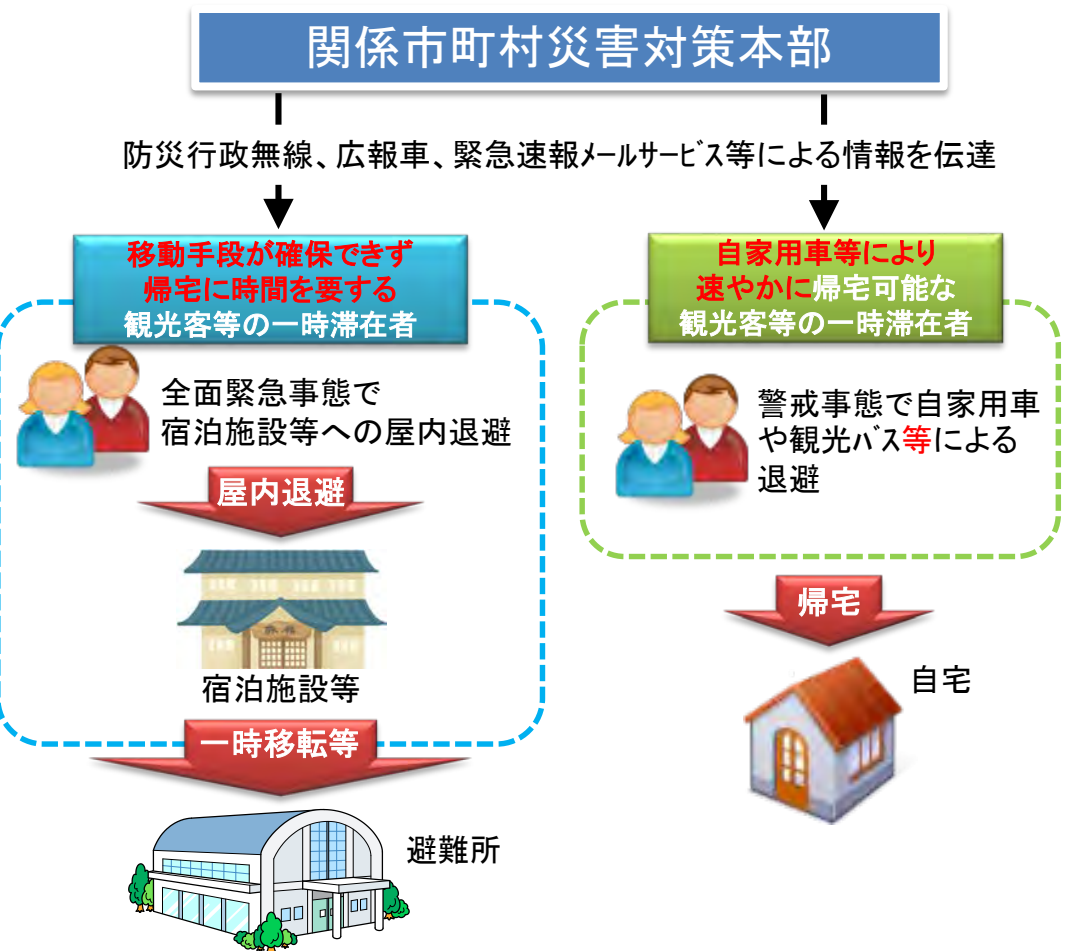 関係市町村災害対策本部
防災行政無線、広報車、緊急速報ﾒｰﾙｻｰﾋﾞｽ等による情報を伝達
移動手段が確保できず
帰宅に時間を要する
観光客等の一時滞在者
全面緊急事態で
宿泊施設等への屋内退避
屋内退避
宿泊施設等
一時移転等
避難所
自家用車等により
速やかに帰宅可能な
観光客等の一時滞在者
警戒事態で自家用車
や観光ﾊﾞｽ等による
退避
帰宅
自宅